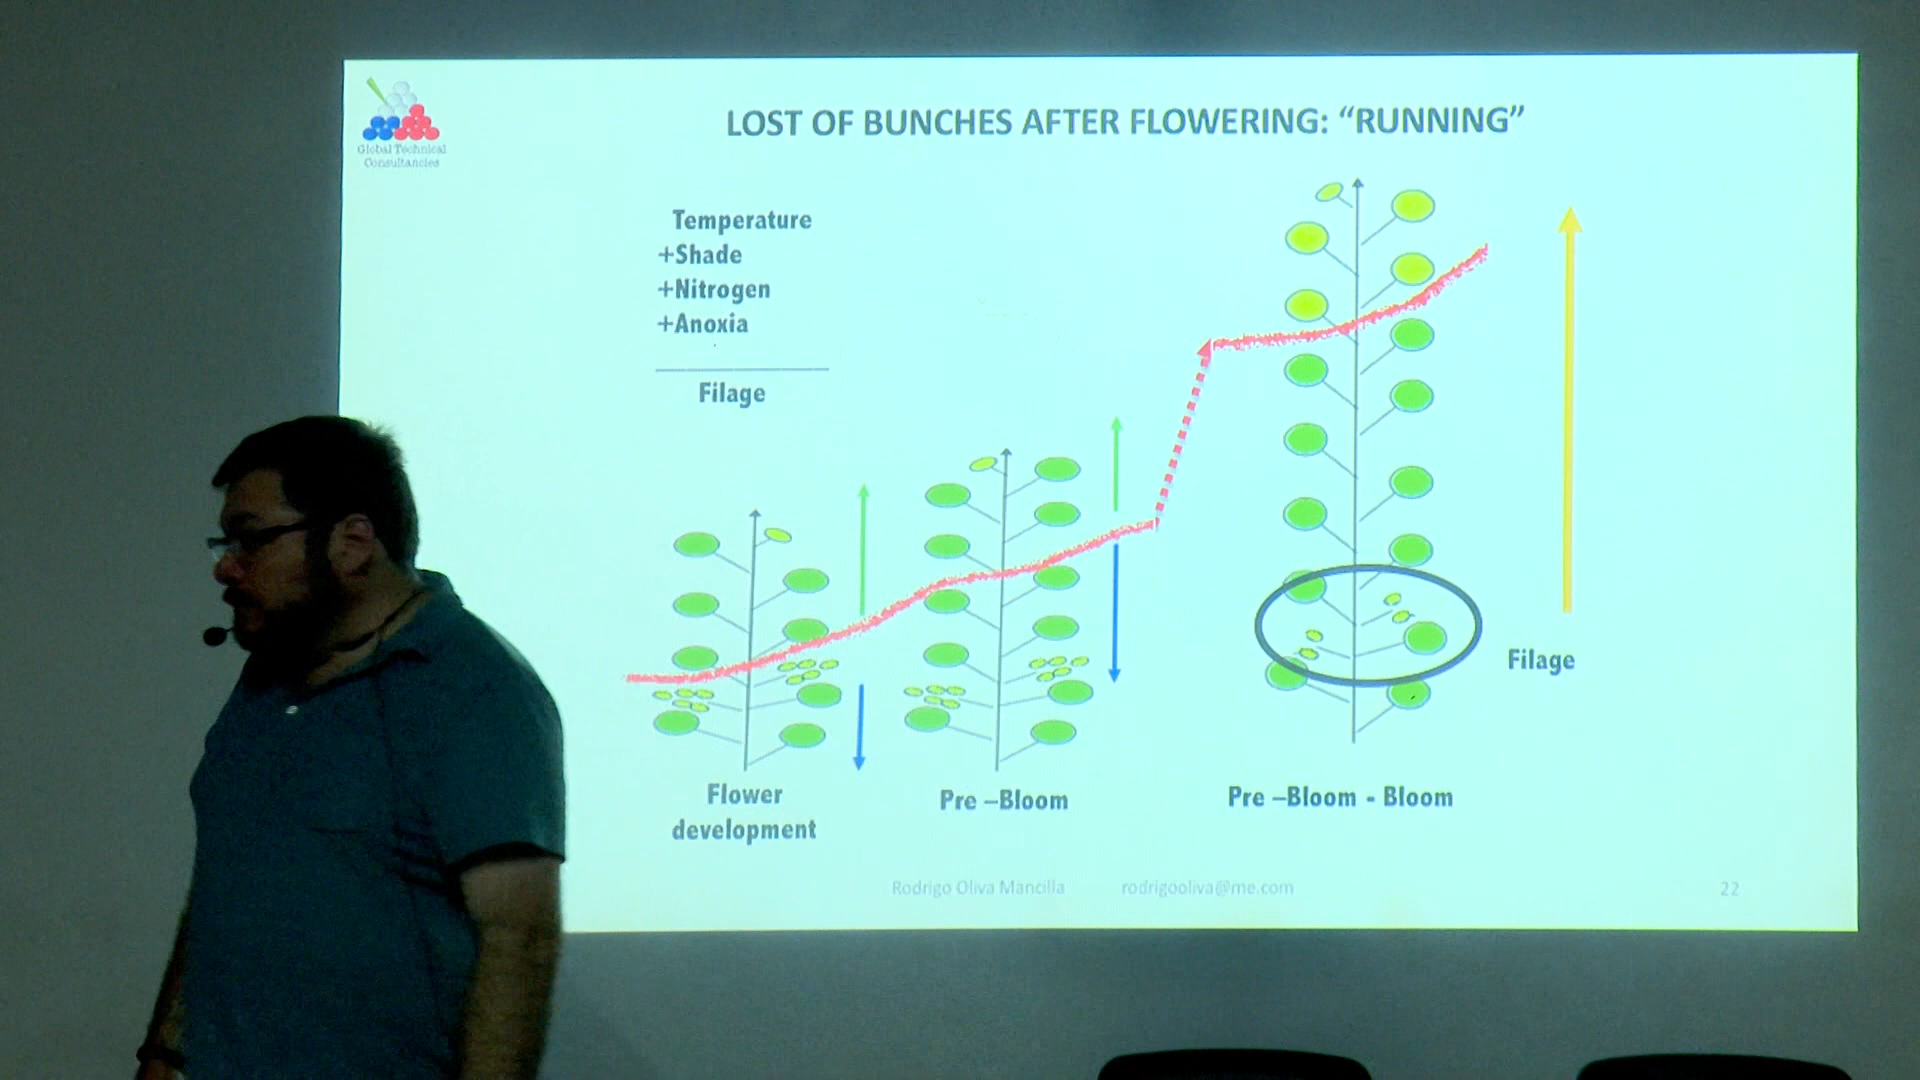 Global Technical
Consultancies
LOST OF BUNCHES AFTER FLOWERING: “RUNNING”
Temperature
+Shade
+Nitrogen
+Anoxia
Filage
Filage
Flower
development
Pre –Bloom
Pre –Bloom - Bloom
Rodrigo Oliva Mancilla
rodrigooliva@me.com
22